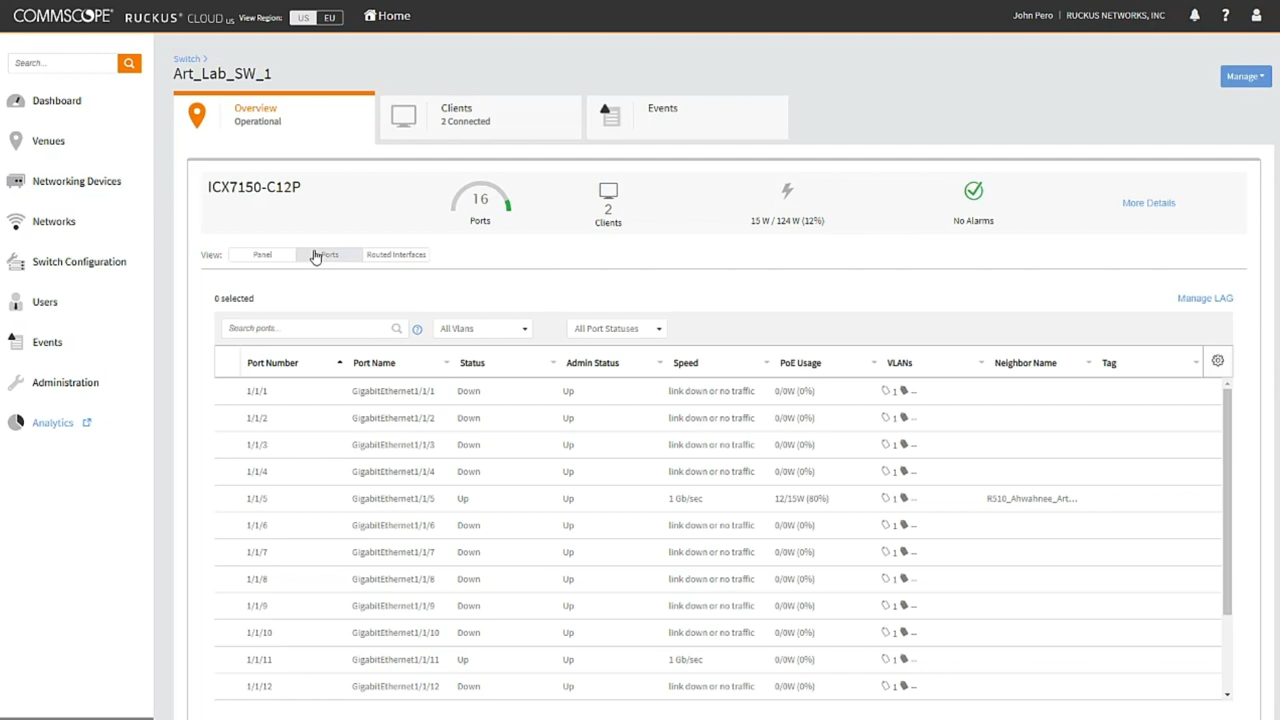 COMMSCOPE® RUCKUS® CLOUD US View Region: US EU Home John Pero RUCKUS NETWORKS, INC ?
Search...
Dashboard
Venues
Networking Devices
Networks
Switch Configuration
Users
Events
Administration
Analytics
Switch >
Art_Lab_SW_1
Manage
Overview
Operational
Clients
2 Connected
Events
ICX7150-C12P
16
Ports
2
Clients
15 W / 124 W (12%)
No Alarms
More Details
View: Panel Ports Routed Interfaces
0 selected Manage LAG
Search ports... ? All Vlans All Port Statuses
Port Number Port Name Status Admin Status Speed PoE Usage VLANs Neighbor Name Tag
1/1/1 GigabitEthernet1/1/1 Down Up link down or no traffic 0/0W (0%) 1 --
1/1/2 GigabitEthernet1/1/2 Down Up link down or no traffic 0/0W (0%) 1 --
1/1/3 GigabitEthernet1/1/3 Down Up link down or no traffic 0/0W (0%) 1 --
1/1/4 GigabitEthernet1/1/4 Down Up link down or no traffic 0/0W (0%) 1 --
1/1/5 GigabitEthernet1/1/5 Up Up 1 Gb/sec 12/15W (80%) 1 -- R510_Ahwahnee_Art...
1/1/6 GigabitEthernet1/1/6 Down Up link down or no traffic 0/0W (0%) 1 --
1/1/7 GigabitEthernet1/1/7 Down Up link down or no traffic 0/0W (0%) 1 --
1/1/8 GigabitEthernet1/1/8 Down Up link down or no traffic 0/0W (0%) 1 --
1/1/9 GigabitEthernet1/1/9 Down Up link down or no traffic 0/0W (0%) 1 --
1/1/10 GigabitEthernet1/1/10 Down Up link down or no traffic 0/0W (0%) 1 --
1/1/11 GigabitEthernet1/1/11 Up Up 1 Gb/sec 0/0W (0%) 1 --
1/1/12 GigabitEthernet1/1/12 Down Up link down or no traffic 0/0W (0%) 1 --